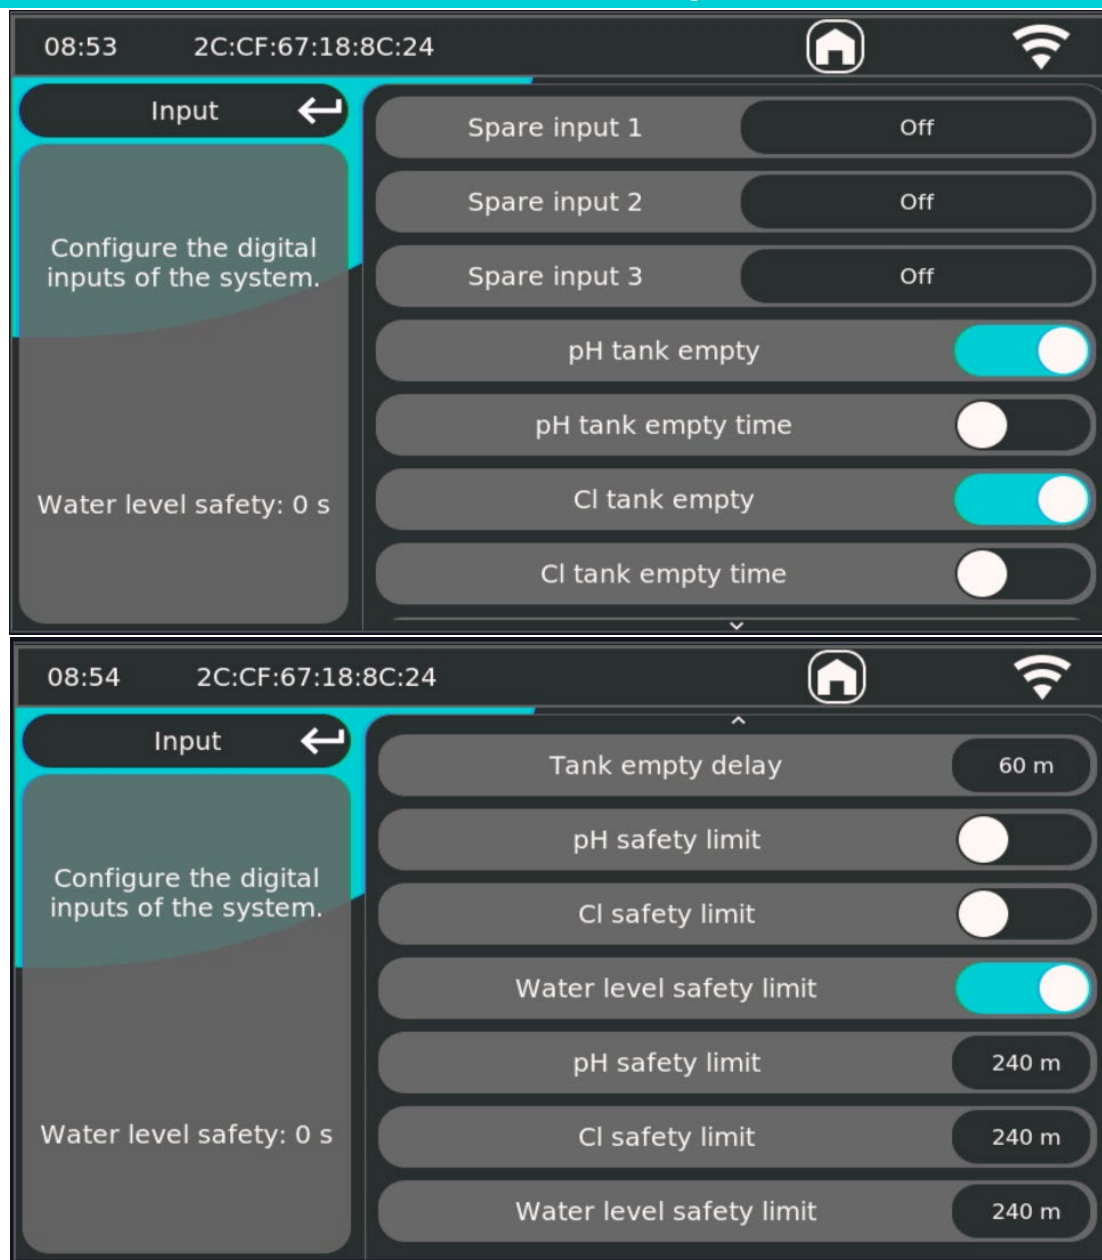 08:53 2C:CF:67:18:8C:24
Input
Configure the digital
inputs of the system.
Water level safety: 0 s
Spare input 1 Off
Spare input 2 Off
Spare input 3 Off
pH tank empty
pH tank empty time
Cl tank empty
Cl tank empty time
08:54 2C:CF:67:18:8C:24
Input
Configure the digital
inputs of the system.
Water level safety: 0 s
Tank empty delay 60 m
pH safety limit
Cl safety limit
Water level safety limit
pH safety limit 240 m
Cl safety limit 240 m
Water level safety limit 240 m